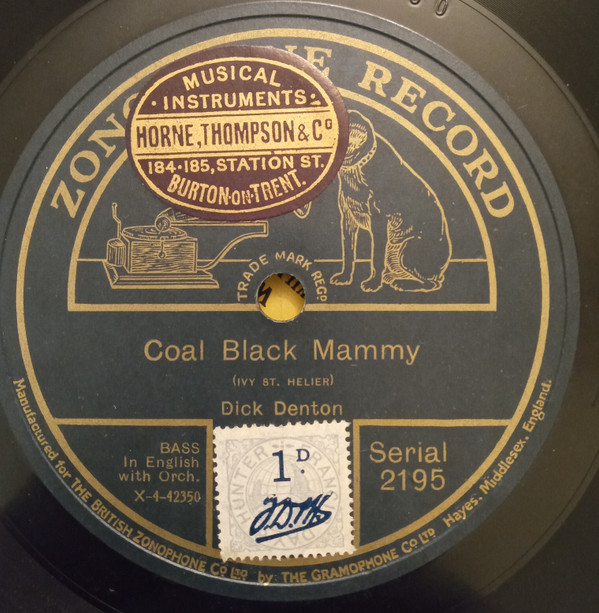 MUSICAL
· INSTRUMENTS ·
HORNE, THOMPSON & Cº
184·185, STATION ST.
BURTON-ON-TRENT.
RECORD
TRADE MARK REGD
Coal Black Mammy
(IVY ST. HELIER)
Dick Denton
BASS
In English
with Orch.
X-4-42350
Serial
2195
1D.
Manufactured for THE BRITISH ZONOPHONE Co LTD by THE GRAMOPHONE Co LTD Hayes, Middlesex, England.